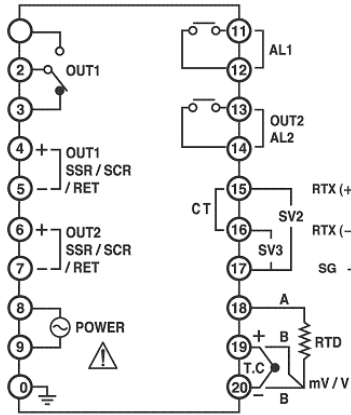 2
OUT1
3
4 + OUT1
SSR / SCR
5 - / RET
6 + OUT2
SSR / SCR
7 - / RET
8
POWER
9
0
11
AL1
12
13
OUT2
AL2
14
15 RTX (+
CT SV2
16 RTX (-
SV3
17 SG -
18 A
RTD
19 + B
T.C
20 - B mV / V